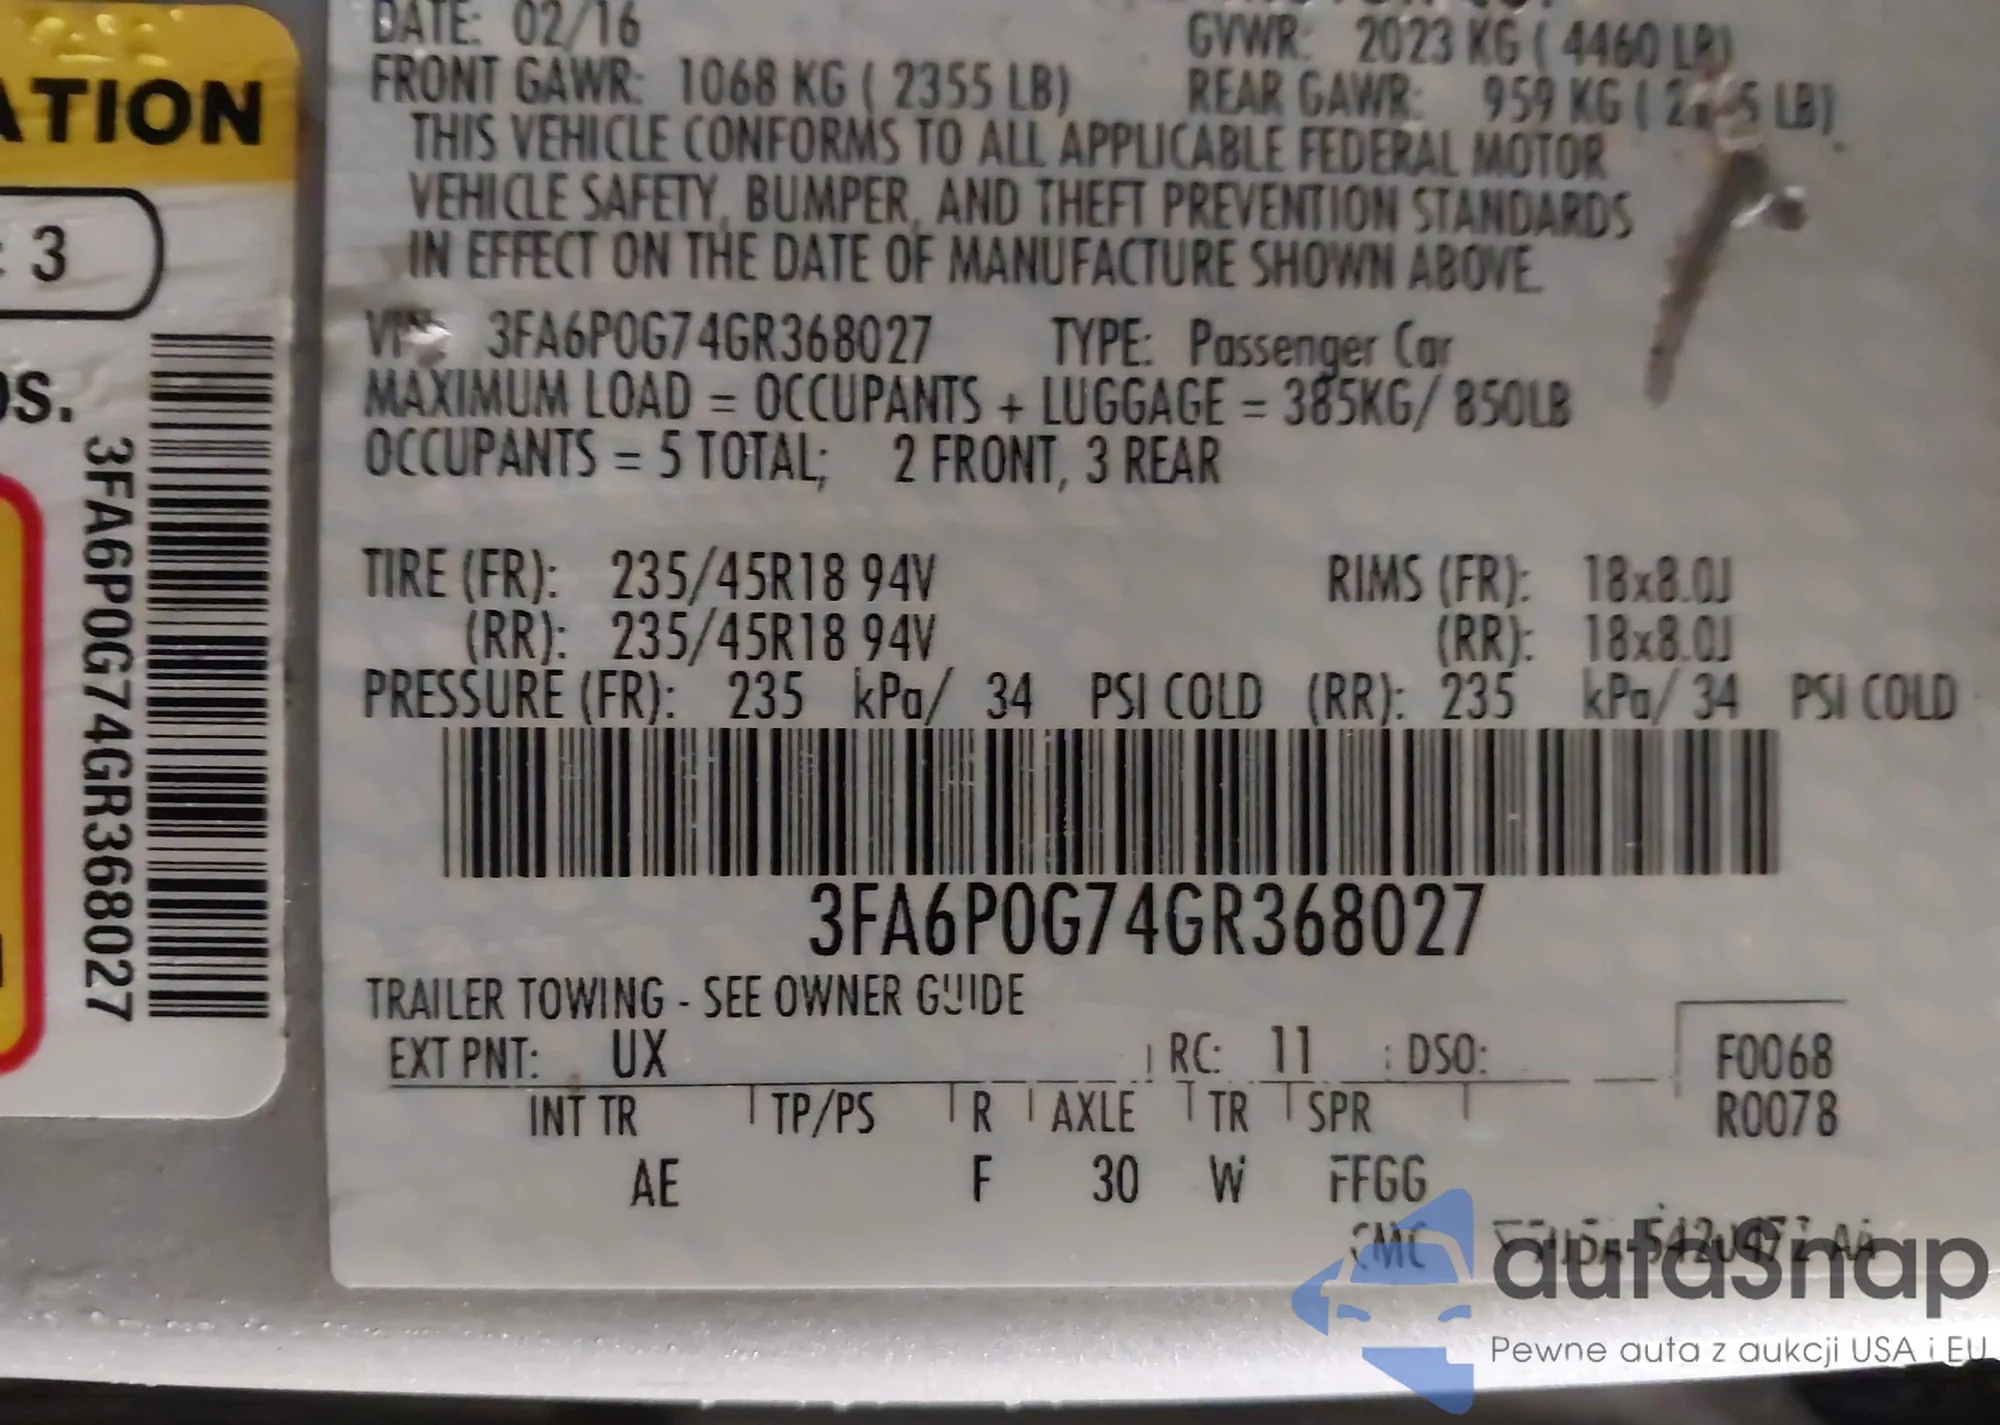 ATION
: 3
OS.
3FA6P0G74GR368027
DATE: 02/16
GVWR: 2023 KG ( 4460 LB)
FRONT GAWR: 1068 KG ( 2355 LB)
REAR GAWR: 959 KG ( LB)
THIS VEHICLE CONFORMS TO ALL APPLICABLE FEDERAL MOTOR
VEHICLE SAFETY, BUMPER, AND THEFT PREVENTION STANDARDS
IN EFFECT ON THE DATE OF MANUFACTURE SHOWN ABOVE.
VIN: 3FA6P0G74GR368027 TYPE: Passenger Car
MAXIMUM LOAD = OCCUPANTS + LUGGAGE = 385KG/ 850LB
OCCUPANTS = 5 TOTAL; 2 FRONT, 3 REAR
TIRE (FR): 235/45R18 94V RIMS (FR): 18x8.0J
(RR): 235/45R18 94V (RR): 18x8.0J
PRESSURE (FR): 235 kPa/ 34 PSI COLD (RR): 235 kPa/ 34 PSI COLD
3FA6P0G74GR368027
TRAILER TOWING - SEE OWNER GUIDE
EXT PNT: UX RC: 11 DSO:
F0068
R0078
INT TR TP/PS R AXLE TR SPR
AE F 30 W FFGG
autaSnap
Pewne auta z aukcji USA i EU